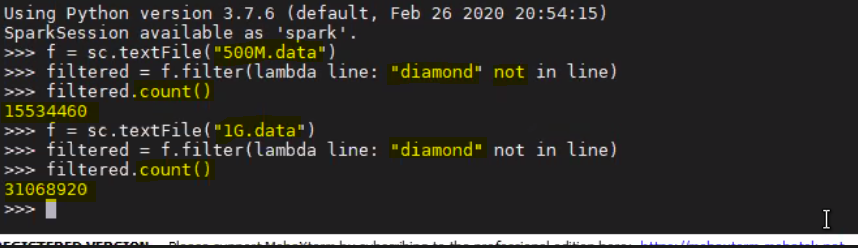 Using Python version 3.7.6 (default, Feb 26 2020 20:54:15)
SparkSession available as 'spark'.
>>> f = sc.textFile("500M.data")
>>> filtered = f.filter(lambda line: "diamond" not in line)
>>> filtered.count()
15534460
>>> f = sc.textFile("1G.data")
>>> filtered = f.filter(lambda line: "diamond" not in line)
>>> filtered.count()
31068920
>>>